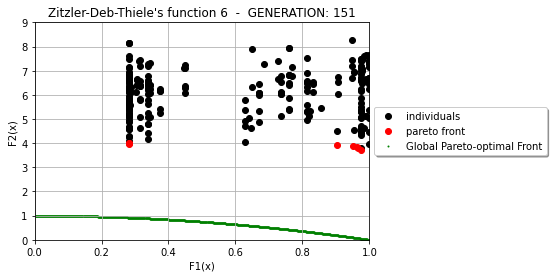 Zitzler-Deb-Thiele's function 6 - GENERATION: 151
F2(x)
9
8
7
6
5
4
3
2
1
0
0.0 0.2 0.4 0.6 0.8 1.0
F1(x)
individuals
pareto front
Global Pareto-optimal Front